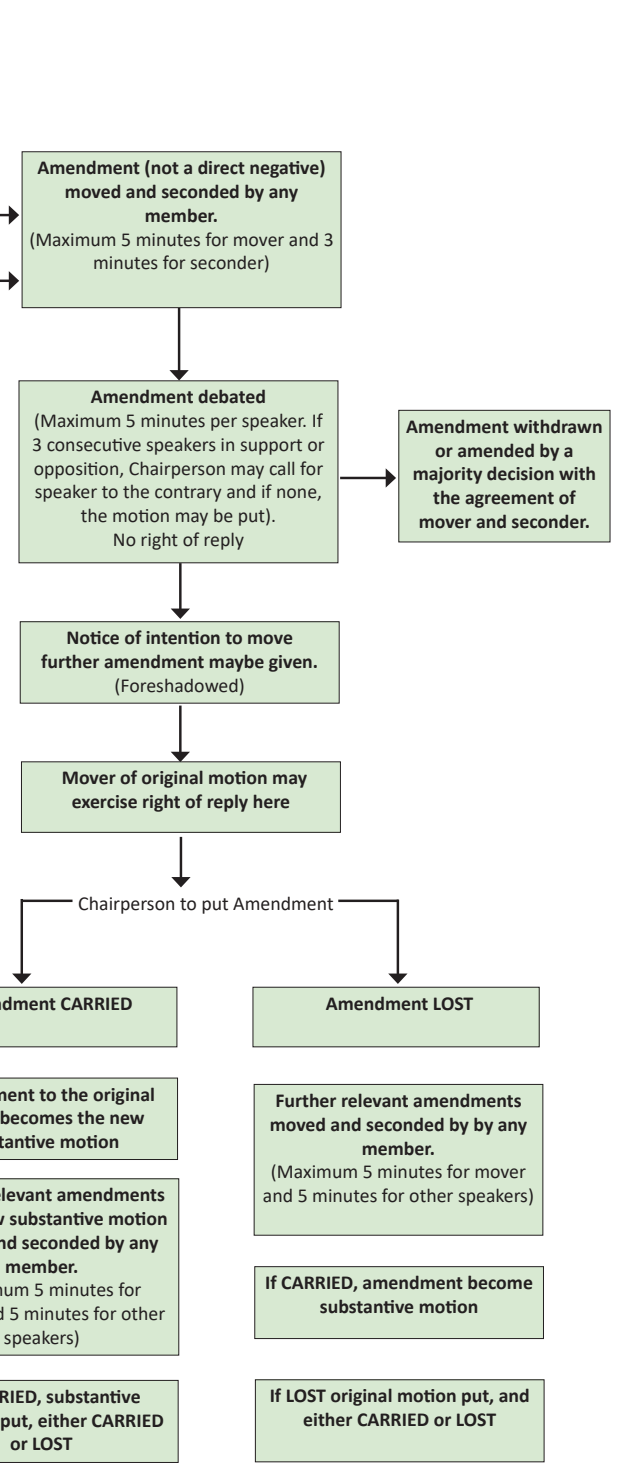 Amendment (not a direct negative)
moved and seconded by any
member.
(Maximum 5 minutes for mover and 3
minutes for seconder)
Amendment debated
(Maximum 5 minutes per speaker. If
3 consecutive speakers in support or
opposition, Chairperson may call for
speaker to the contrary and if none,
the motion may be put).
No right of reply
Amendment withdrawn
or amended by a
majority decision with
the agreement of
mover and seconder.
Notice of intention to move
further amendment maybe given.
(Foreshadowed)
Mover of original motion may
exercise right of reply here
Chairperson to put Amendment
CARRIED
to the original
becomes the new
motion
amendments
substantive motion
seconded by any
member.
5 minutes for
5 minutes for other
speakers)
substantive
put, either CARRIED
or LOST
Amendment LOST
Further relevant amendments
moved and seconded by by any
member.
(Maximum 5 minutes for mover
and 5 minutes for other speakers)
If CARRIED, amendment become
substantive motion
If LOST original motion put, and
either CARRIED or LOST